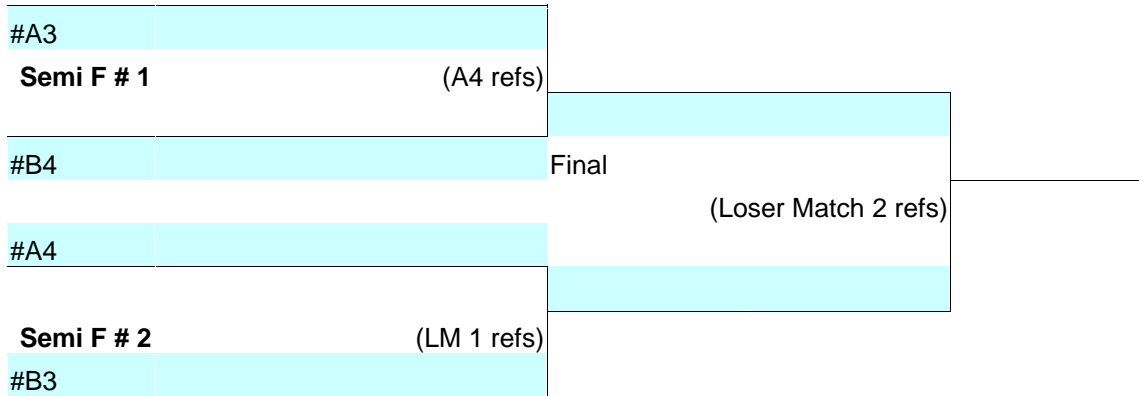 #A3
Semi F # 1 (A4 refs)
#B4 Final
(Loser Match 2 refs)
#A4
Semi F # 2 (LM 1 refs)
#B3